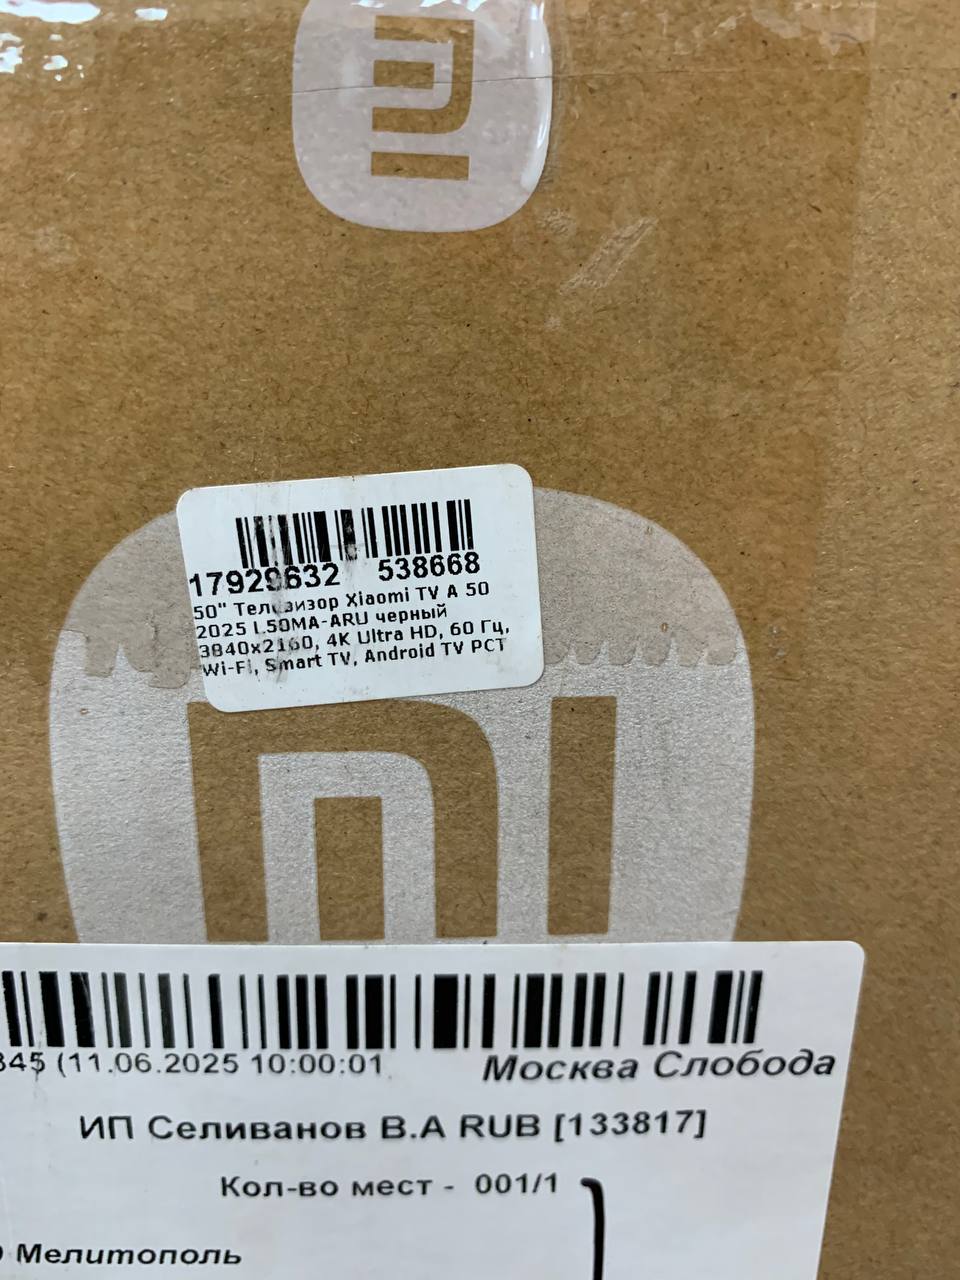 17929632 538668
50" Телевизор Xiaomi TV A 50
2025 L50MA-ARU черный
3840x2160, 4K Ultra HD, 60 Гц,
Wi-Fi, Smart TV, Android TV РСТ
345 (11.06.2025 10:00:01 Москва Слобода
ИП Селиванов В.А RUB [133817]
Кол-во мест - 001/1
Мелитополь